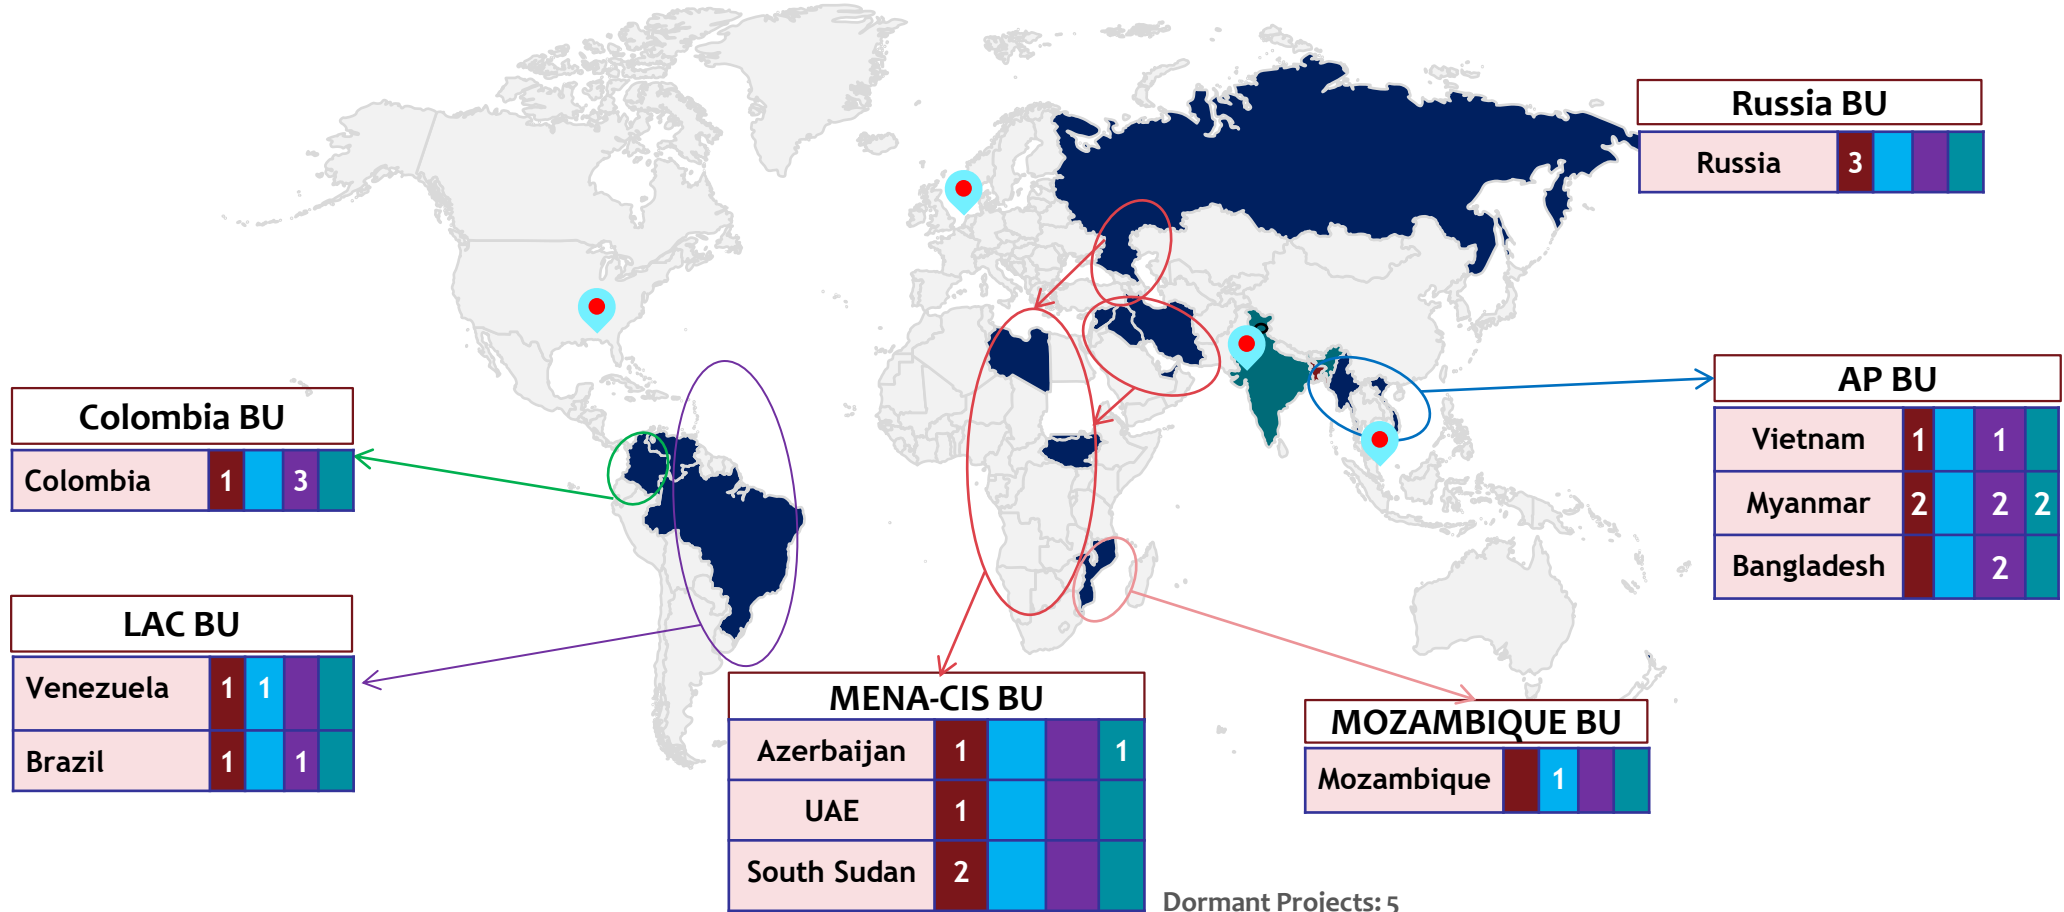 Russia BU
Russia 3
Colombia BU
Colombia 1 3
AP BU
Vietnam 1 1
Myanmar 2 2 2
Bangladesh 2
LAC BU
Venezuela 1 1
Brazil 1 1
MENA-CIS BU
Azerbaijan 1 1
UAE 1
South Sudan 2
MOZAMBIQUE BU
Mozambique 1
Dormant Projects: 5